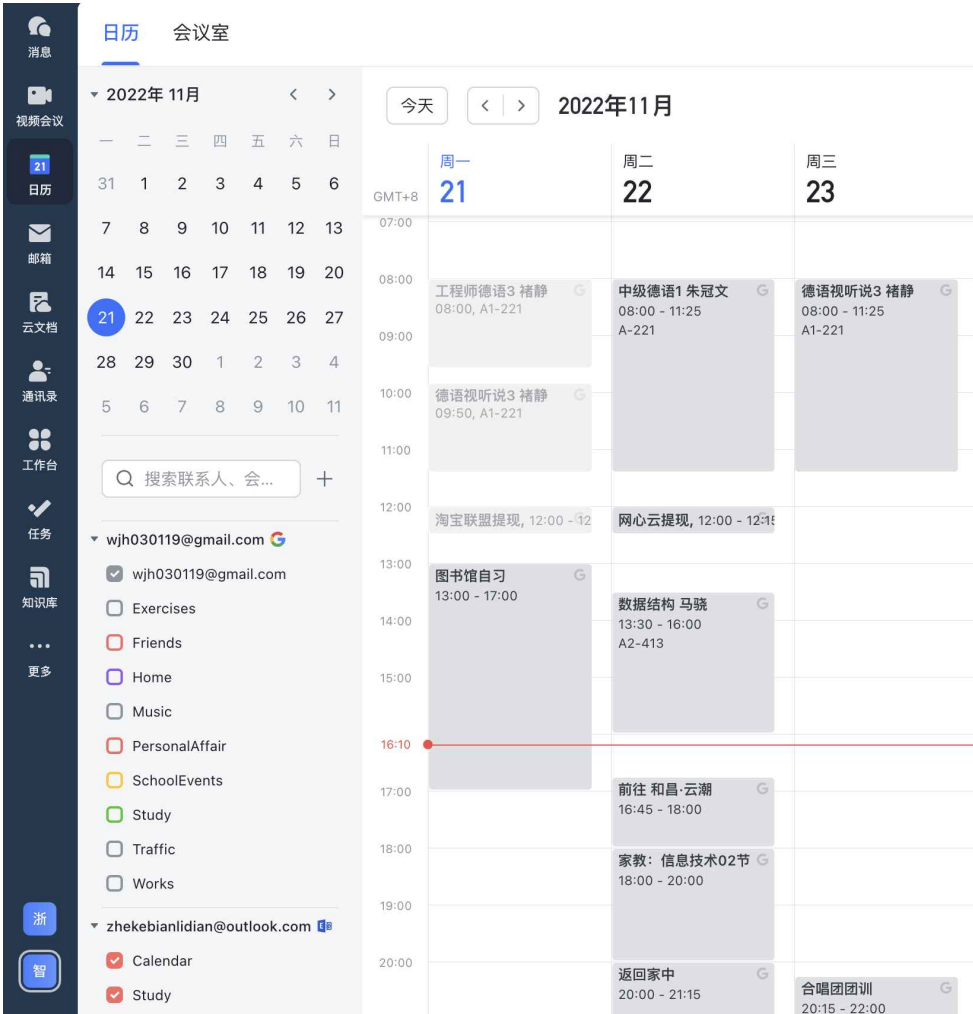 消息
视频会议
21
日历
邮箱
云文档
通讯录
工作台
任务
知识库
更多
浙
智
日历 会议室
2022年 11月
一 二 三 四 五 六 日
31 1 2 3 4 5 6
7 8 9 10 11 12 13
14 15 16 17 18 19 20
21 22 23 24 25 26 27
28 29 30 1 2 3 4
5 6 7 8 9 10 11
搜索联系人、会...
wjh030119@gmail.com
wjh030119@gmail.com
Exercises
Friends
Home
Music
PersonalAffair
SchoolEvents
Study
Traffic
Works
zhekebianlidian@outlook.com
Calendar
Study
今天 2022年11月
GMT+8
周一
21
周二
22
周三
23
07:00
08:00
09:00
10:00
11:00
12:00
13:00
14:00
15:00
16:10
17:00
18:00
19:00
20:00
工程师德语3 褚静
08:00, A1-221
德语视听说3 褚静
09:50, A1-221
淘宝联盟提现, 12:00 - 12
图书馆自习
13:00 - 17:00
中级德语1 朱冠文
08:00 - 11:25
A-221
网心云提现, 12:00 - 12:15
数据结构 马骁
13:30 - 16:00
A2-413
前往 和昌·云潮
16:45 - 18:00
家教：信息技术02节
18:00 - 20:00
返回家中
20:00 - 21:15
德语视听说3 褚静
08:00 - 11:25
A1-221
合唱团团训
20:15 - 22:00